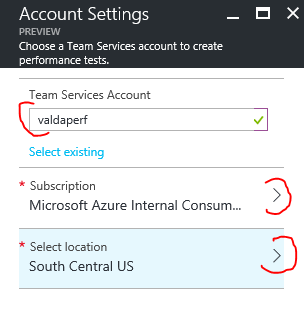 Account Settings
PREVIEW
Choose a Team Services account to create
performance tests.
Team Services Account
valdaperf
Select existing
* Subscription
Microsoft Azure Internal Consum...
* Select location
South Central US